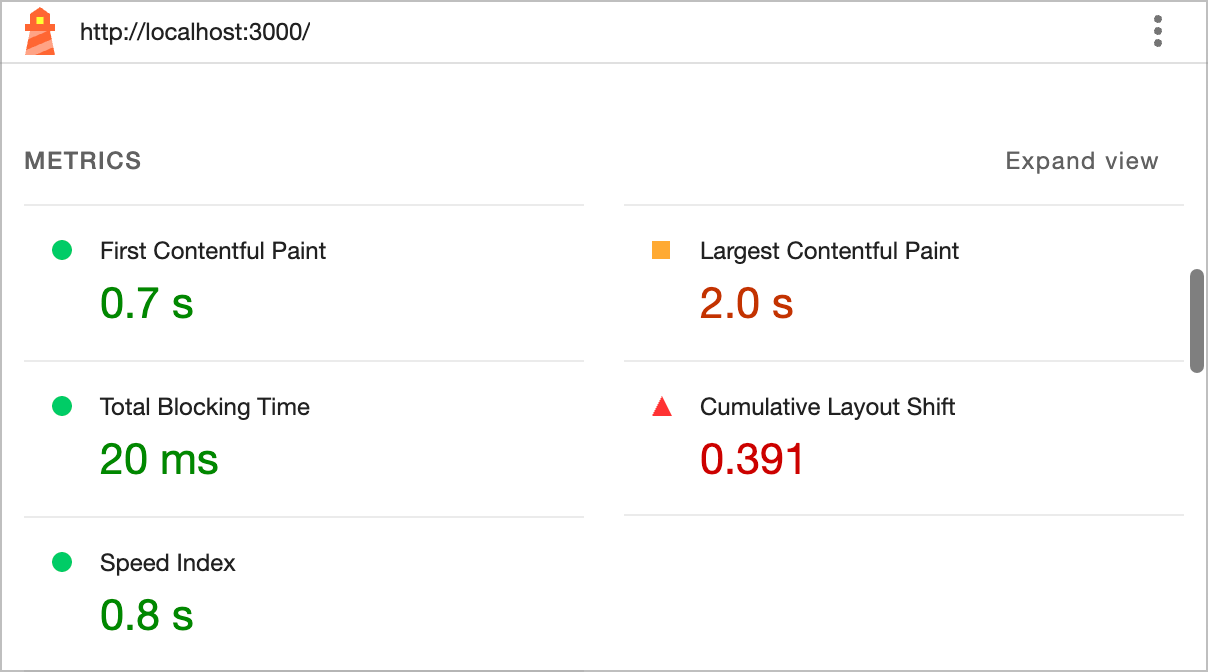 http://localhost:3000/
METRICS
Expand view
First Contentful Paint
0.7 s
Largest Contentful Paint
2.0 s
Total Blocking Time
20 ms
Cumulative Layout Shift
0.391
Speed Index
0.8 s